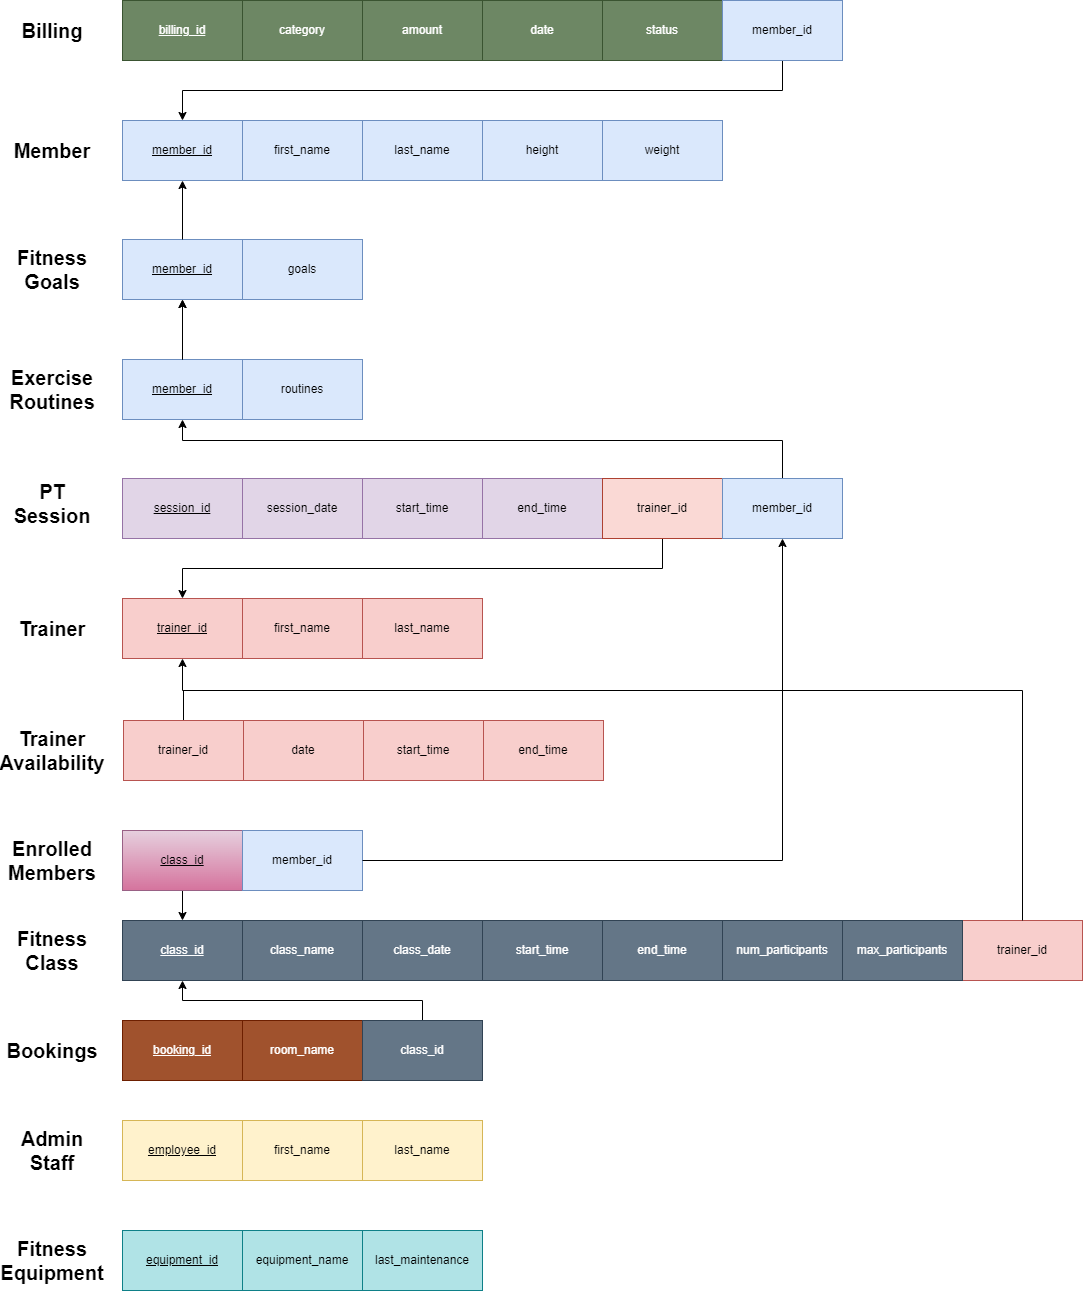 Billing
billing_id category amount date status member_id
Member
member_id first_name last_name height weight
Fitness
Goals
member_id goals
Exercise
Routines
member_id routines
PT
Session
session_id session_date start_time end_time trainer_id member_id
Trainer
trainer_id first_name last_name
Trainer
Availability
trainer_id date start_time end_time
Enrolled
Members
class_id member_id
Fitness
Class
class_id class_name class_date start_time end_time num_participants max_participants trainer_id
Bookings
booking_id room_name class_id
Admin
Staff
employee_id first_name last_name
Fitness
Equipment
equipment_id equipment_name last_maintenance